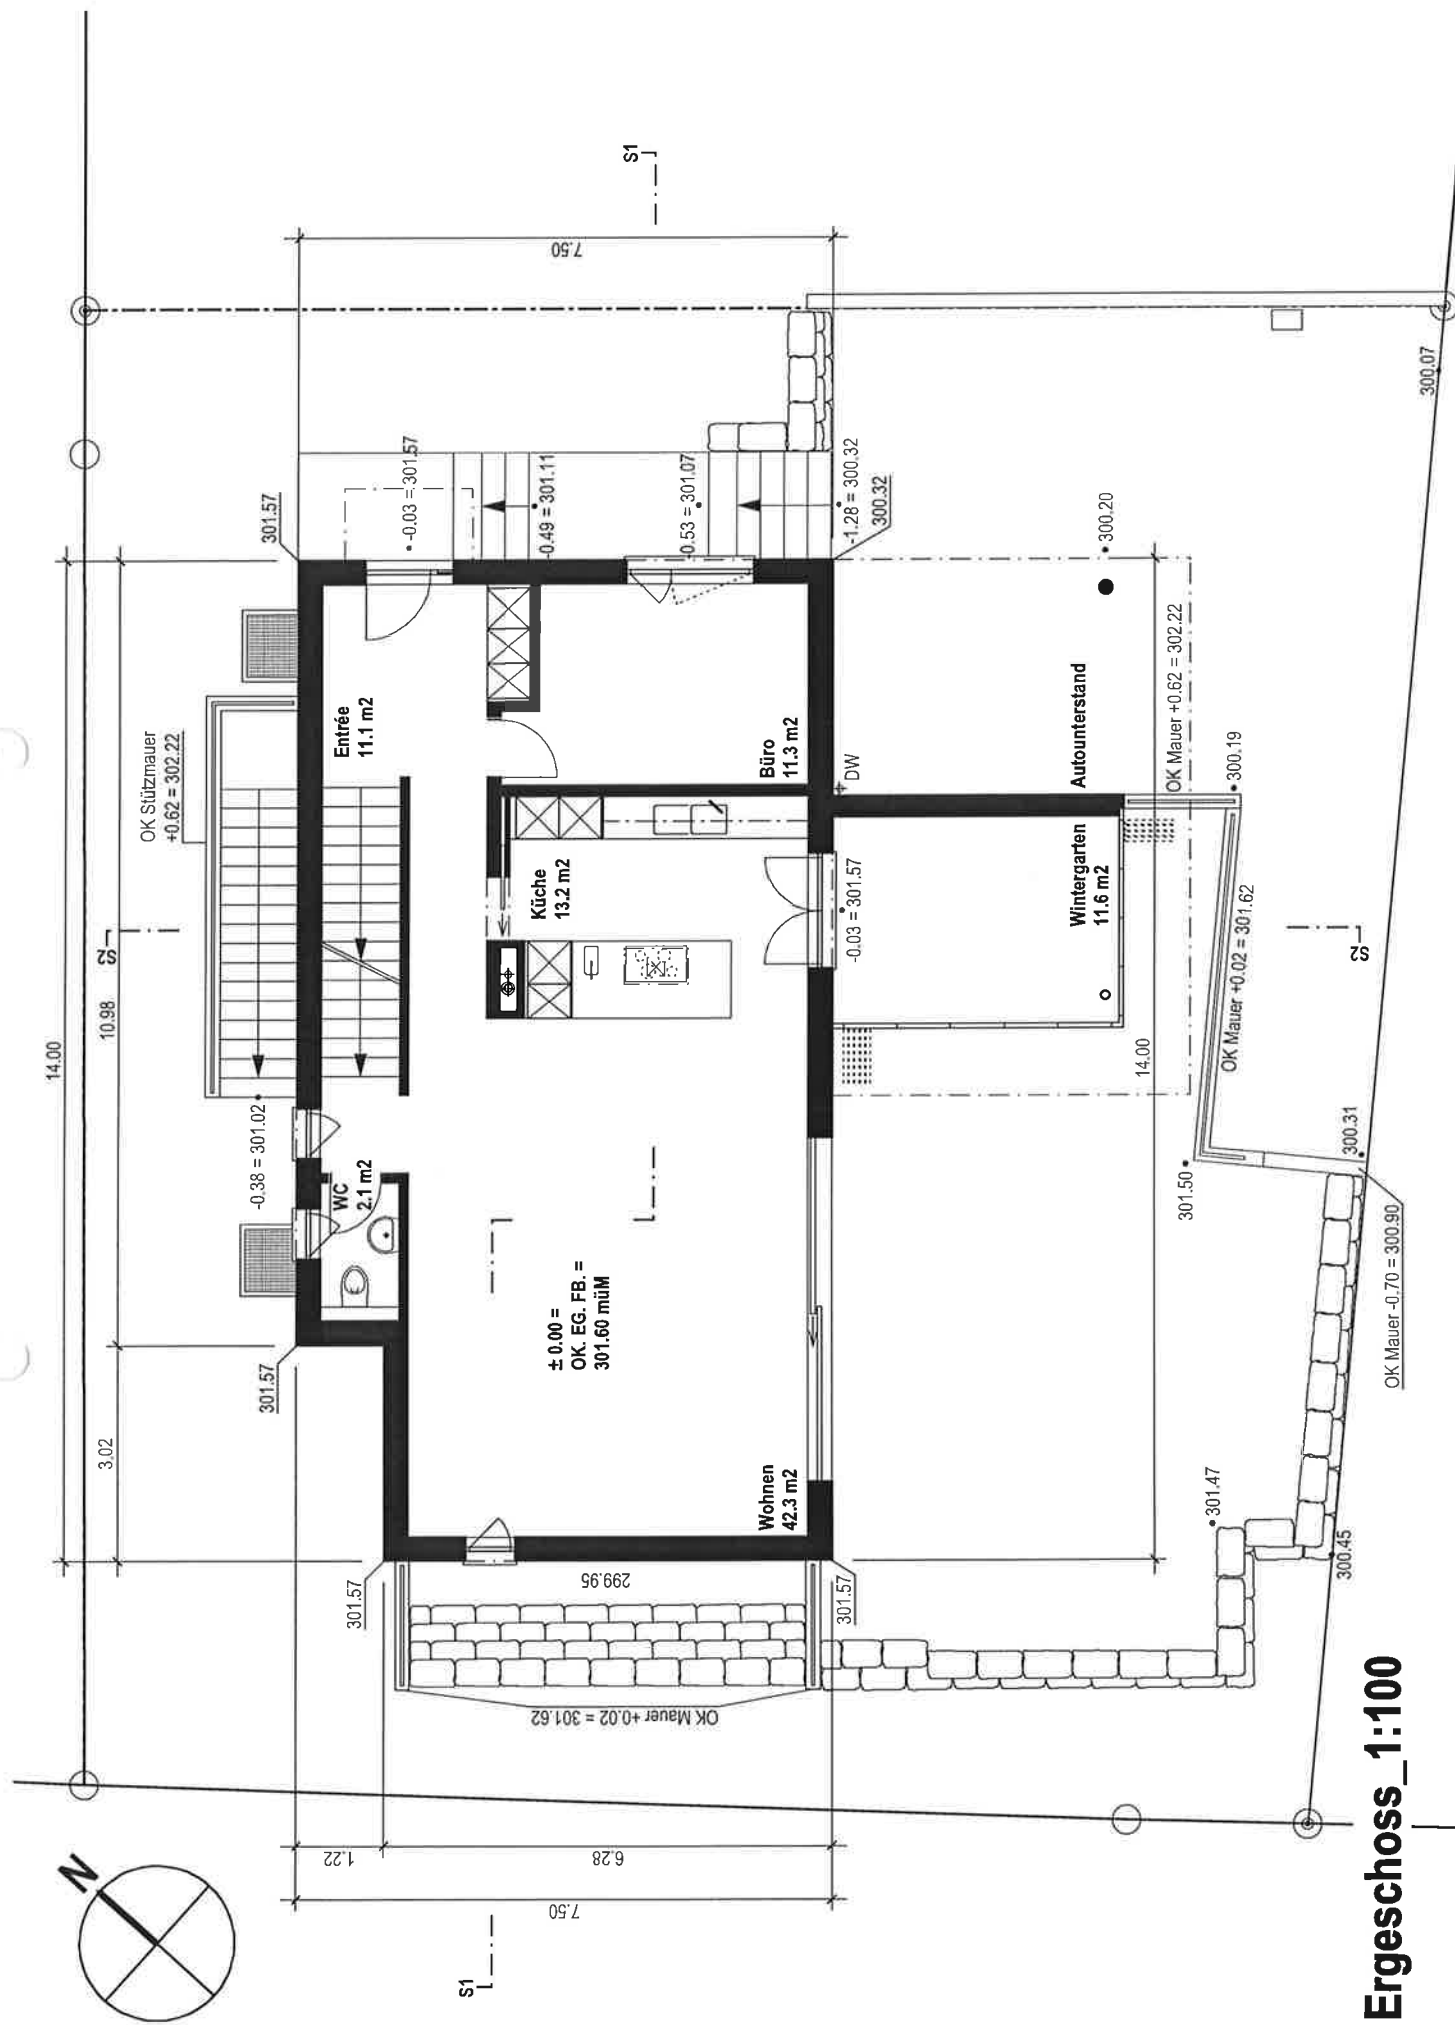 N
14.00
3.02
10.98
S2
OK Stützmauer
+0.62 = 302.22
-0.38 = 301.02
301.57
301.57
301.57
301.57
7.50
S1
Entrée
11.1 m2
-0.03 = 301.57
-0.49 = 301.11
-0.53 = 301.07
-1.28 = 300.32
300.32
WC
2.1 m2
Küche
13.2 m2
Büro
11.3 m2
± 0.00 =
OK. EG. FB. =
301.60 müM
Wohnen
42.3 m2
299.95
OK Mauer +0.02 = 301.62
1.22
6.28
7.50
S1
DW
-0.03 = 301.57
Wintergarten
11.6 m2
Autounterstand
300.20
14.00
OK Mauer +0.62 = 302.22
300.19
OK Mauer +0.02 = 301.62
S2
301.50
300.31
OK Mauer -0.70 = 300.90
301.47
300.45
300.07
Ergeschoss_1:100